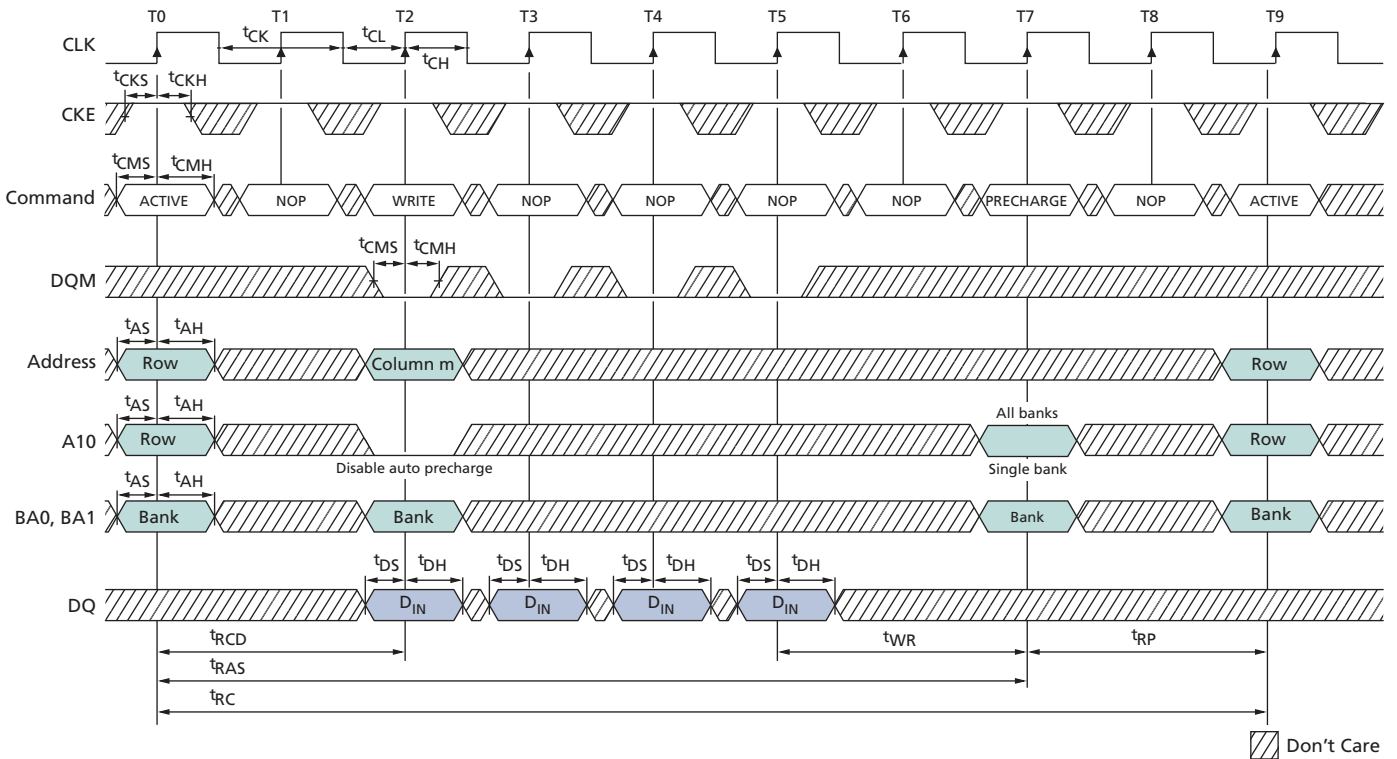 T0 T1 T2 T3 T4 T5 T6 T7 T8 T9
CLK
tCK tCL
tCH
tCKS tCKH
CKE
tCMS tCMH
Command ACTIVE NOP WRITE NOP NOP NOP NOP PRECHARGE NOP ACTIVE
tCMS tCMH
DQM
tAS tAH
Address Row Column m Row
tAS tAH
All banks
A10 Row Row
Disable auto precharge Single bank
tAS tAH
BA0, BA1 Bank Bank Bank Bank
tDS tDH tDS tDH tDS tDH tDS tDH
DQ DIN DIN DIN DIN
tRCD tWR tRP
tRAS
tRC
Don't Care